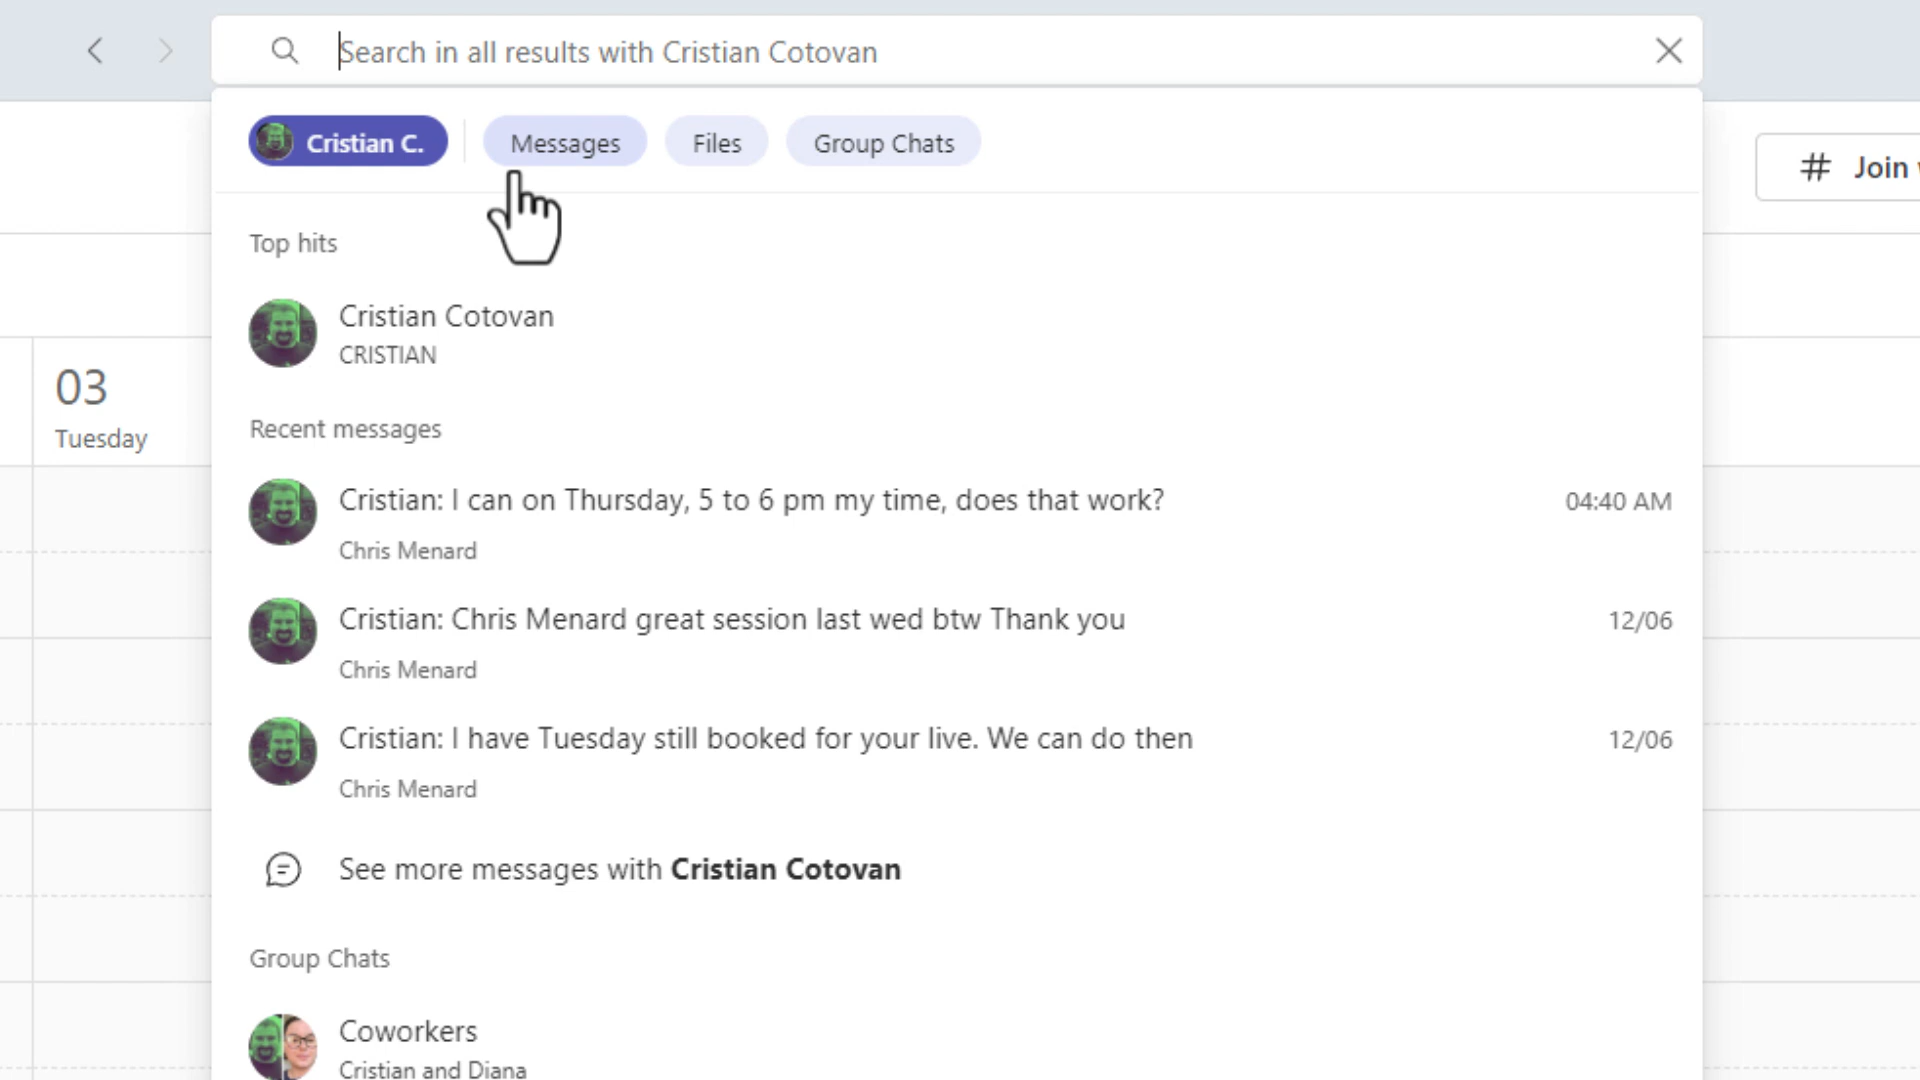 Search in all results with Cristian Cotovan
Cristian C.
Messages
Files
Group Chats
# Join
Top hits
Cristian Cotovan
CRISTIAN
03
Tuesday
Recent messages
Cristian: I can on Thursday, 5 to 6 pm my time, does that work?
04:40 AM
Chris Menard
Cristian: Chris Menard great session last wed btw Thank you
12/06
Chris Menard
Cristian: I have Tuesday still booked for your live. We can do then
12/06
Chris Menard
See more messages with Cristian Cotovan
Group Chats
Coworkers
Cristian and Diana